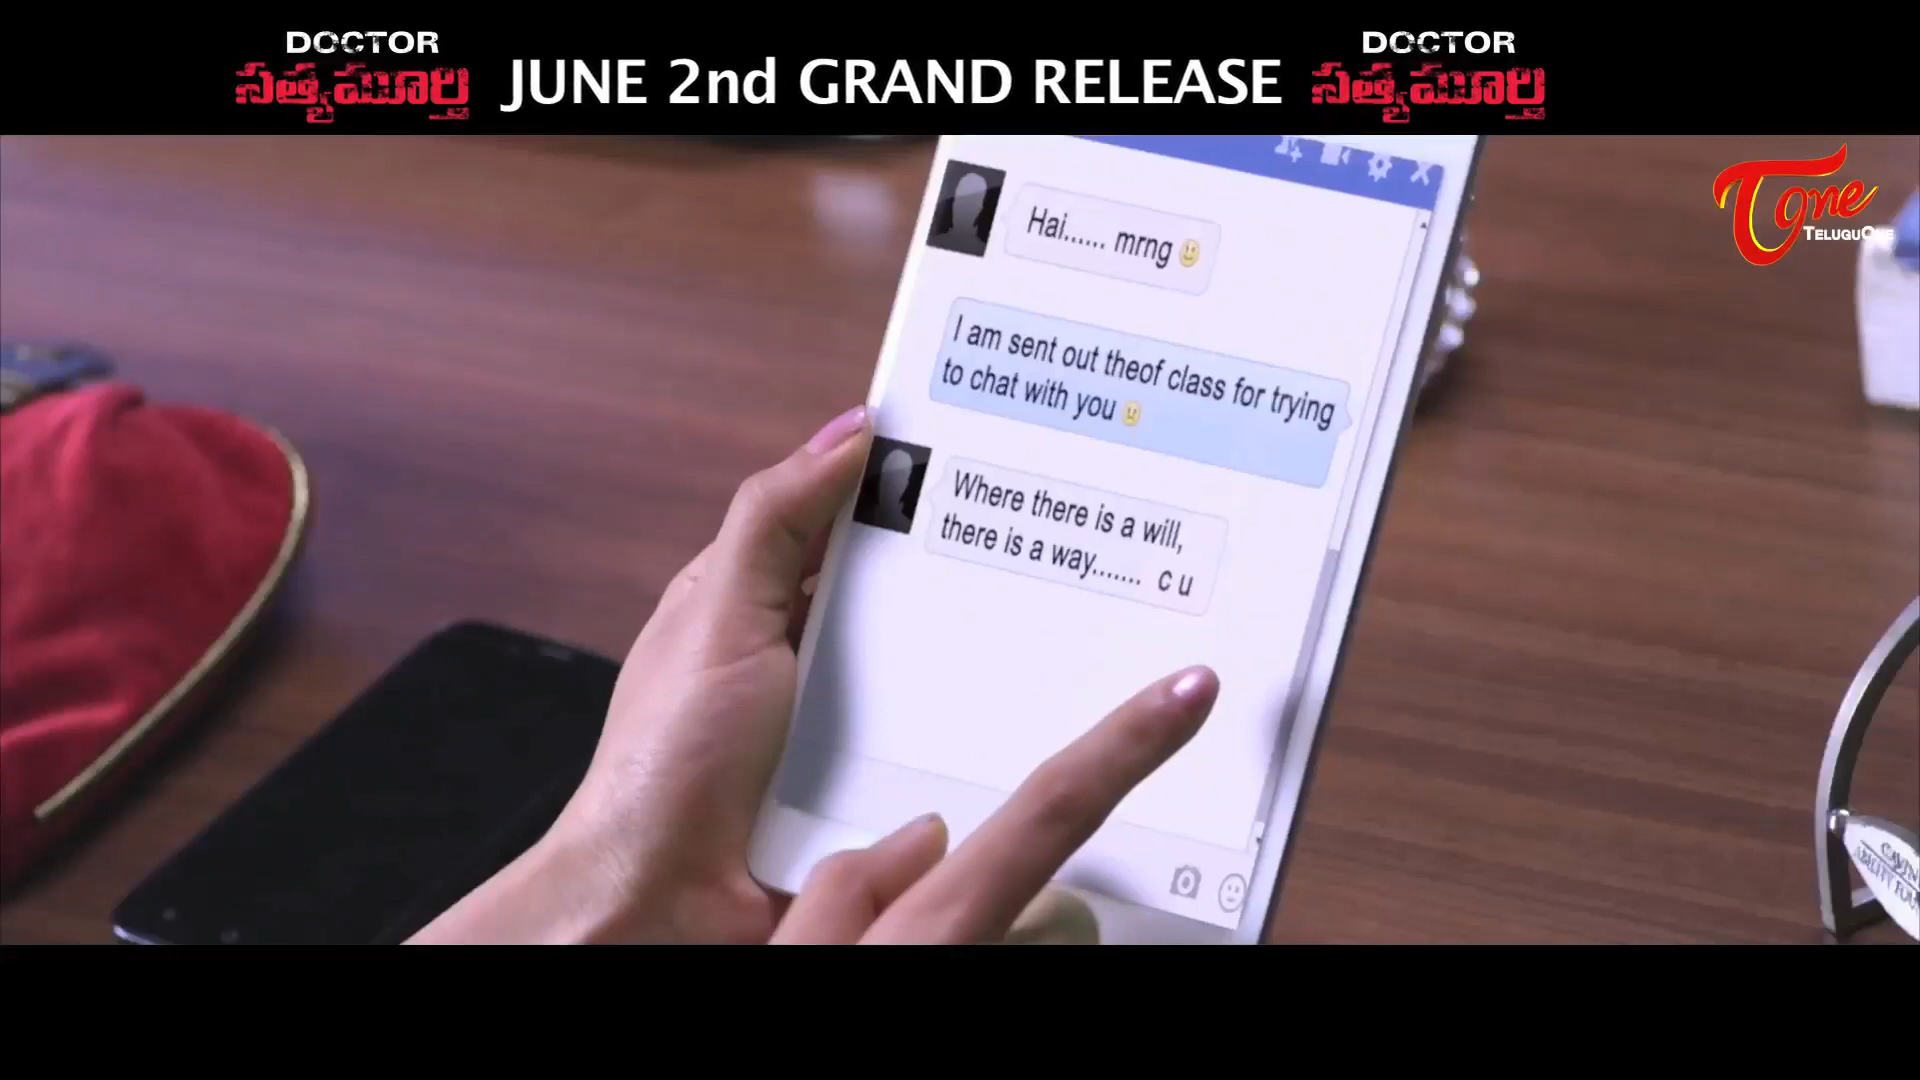 DOCTOR
సత్యమూర్తి
JUNE 2nd GRAND RELEASE
DOCTOR
సత్యమూర్తి
Tone
TELUGUONE
Hai...... mrng 🙂
I am sent out theof class for trying
to chat with you 🙁
Where there is a will,
there is a way....... c u